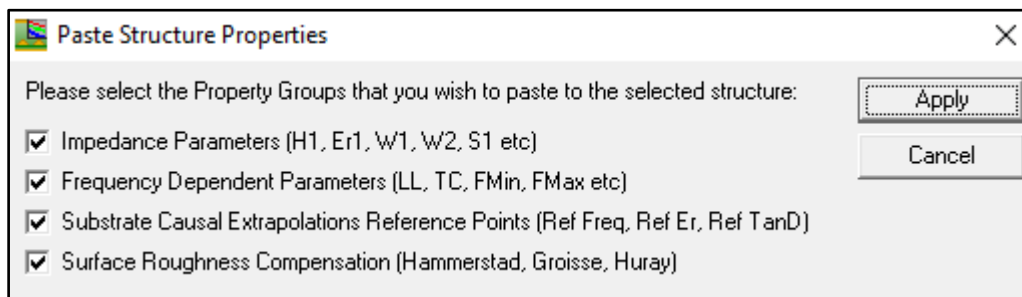 Paste Structure Properties
Please select the Property Groups that you wish to paste to the selected structure:
Apply
Impedance Parameters (H1, Er1, W1, W2, S1 etc)
Cancel
Frequency Dependent Parameters (LL, TC, FMin, FMax etc)
Substrate Causal Extrapolations Reference Points (Ref Freq, Ref Er, Ref TanD)
Surface Roughness Compensation (Hammerstad, Groisse, Huray)